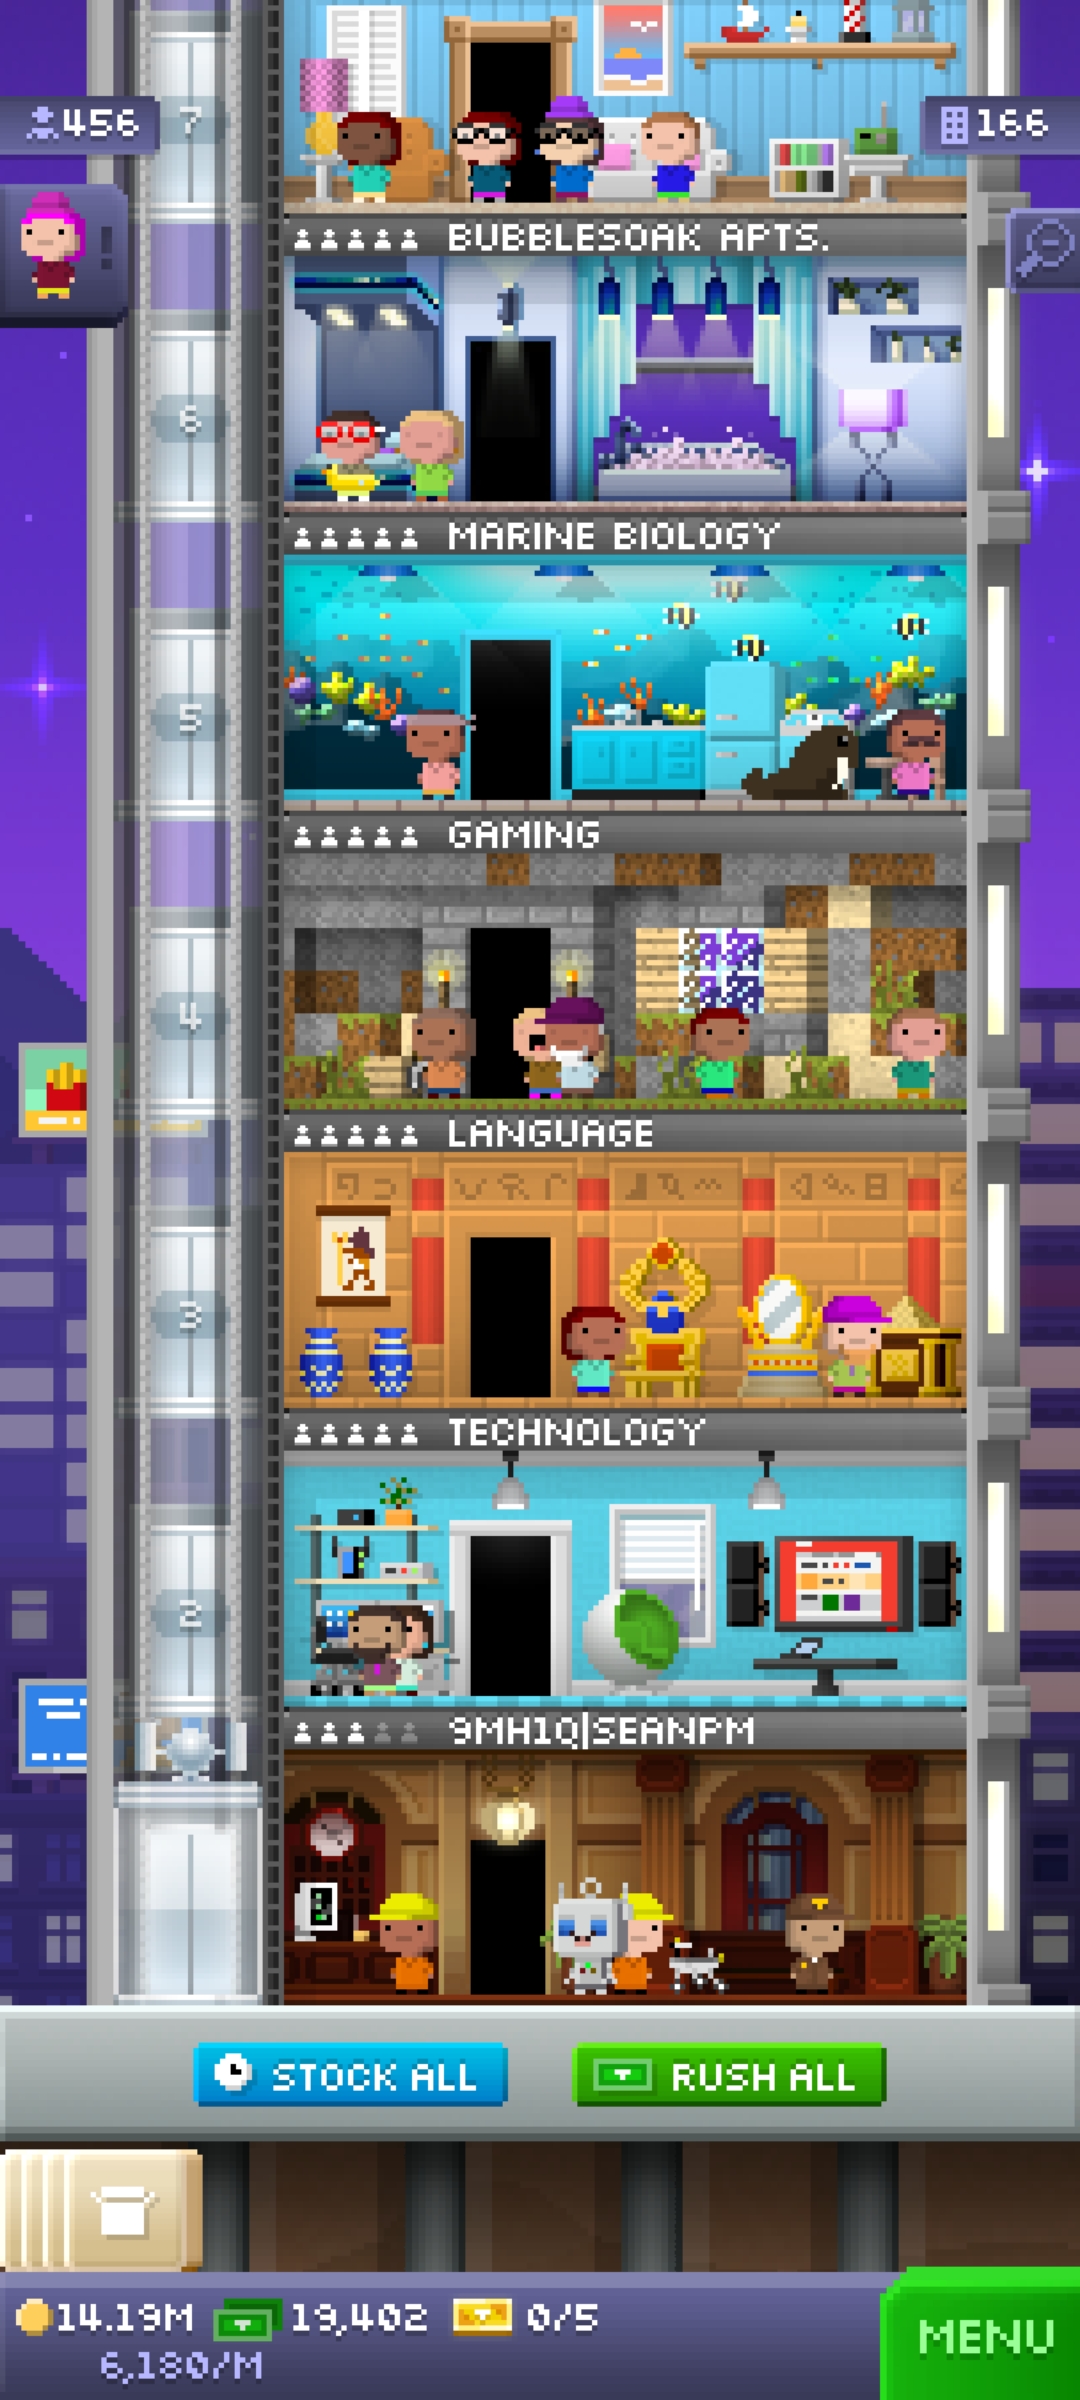 7
456
166
!
BUBBLESOAK APTS.
6
MARINE BIOLOGY
5
GAMING
4
LANGUAGE
3
TECHNOLOGY
2
9MH1Q|SEANPM
STOCK ALL
RUSH ALL
14.19M
19,402
0/5
6,180/M
MENU